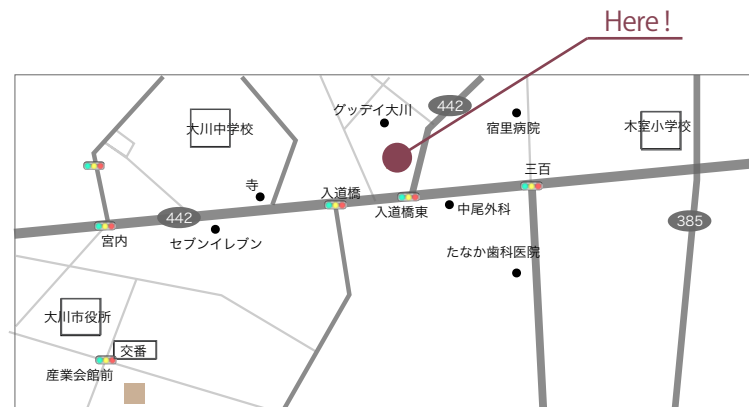 Here !
グッデイ大川
442
宿里病院
大川中学校
木室小学校
三百
寺
入道橋
入道橋東
中尾外科
442
385
宮内
セブンイレブン
たなか歯科医院
大川市役所
交番
産業会館前